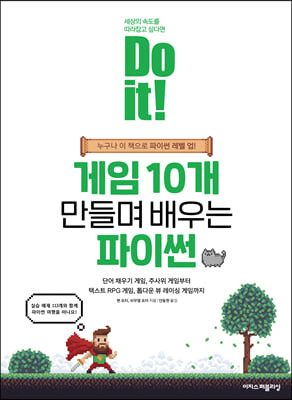 세상의 속도를
따라잡고 싶다면
Do
it!
누구나 이 책으로 파이썬 레벨 업!
게임 10개
만들며 배우는
파이썬
단어 채우기 게임, 주사위 게임부터
텍스트 RPG 게임, 톱다운 뷰 레이싱 게임까지
실습 예제 113개와 함께
파이썬 여행을 떠나요!
이지스 퍼블리싱